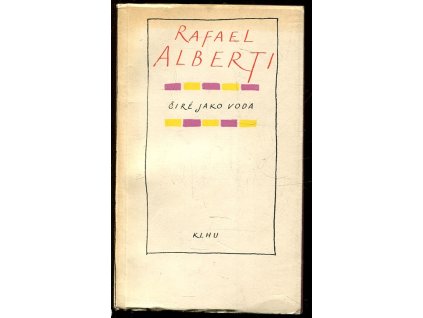 RAFAEL
ALBERTI
ČIRÉ JAKO VODA
KLHU